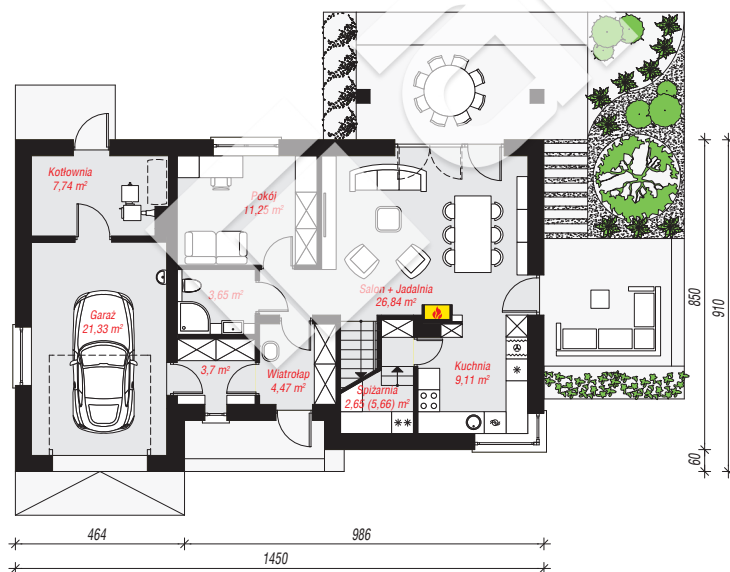 Kotłownia
7,74 m²
Pokój
11,25 m²
3,65 m²
Salon + Jadalnia
26,84 m²
Garaż
21,33 m²
3,7 m²
Wiatrołap
4,47 m²
Kuchnia
9,11 m²
Spiżarnia
2,65 (5,66) m²
850
910
60
464
986
1450